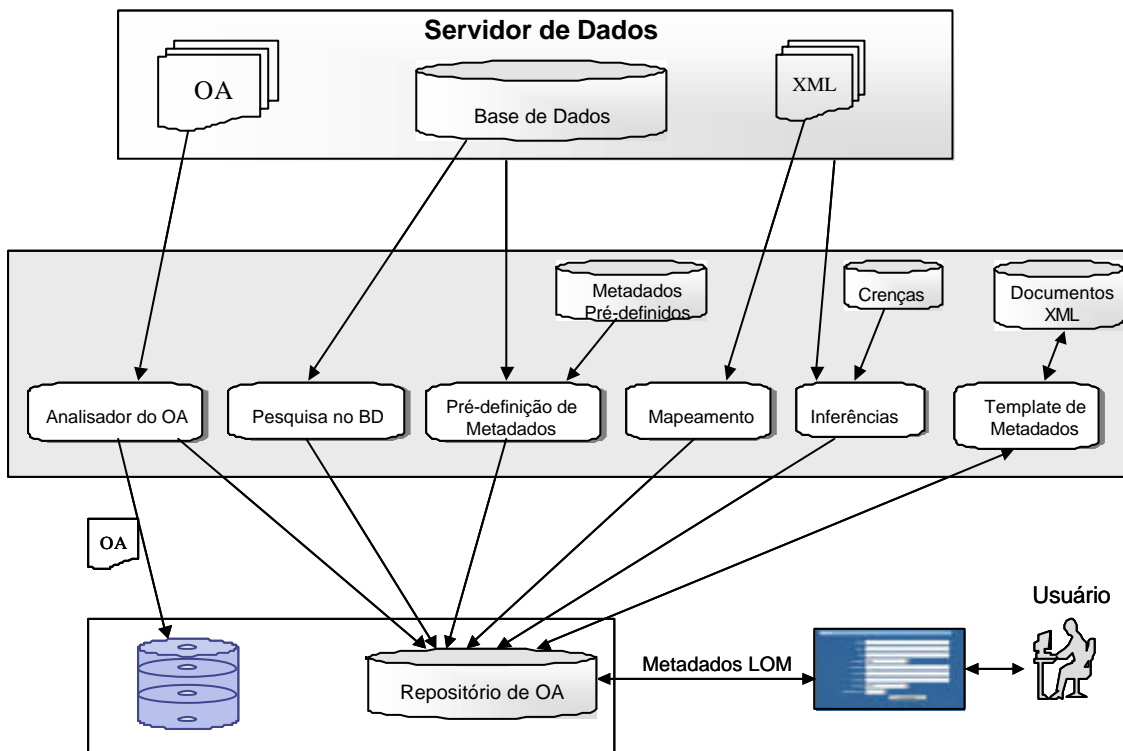 Servidor de Dados
OA
Base de Dados
XML
Metadados
Pré-definidos
Crenças
Documentos
XML
Analisador do OA
Pesquisa no BD
Pré-definição de
Metadados
Mapeamento
Inferências
Template de
Metadados
OA
Usuário
Repositório de OA
Metadados LOM